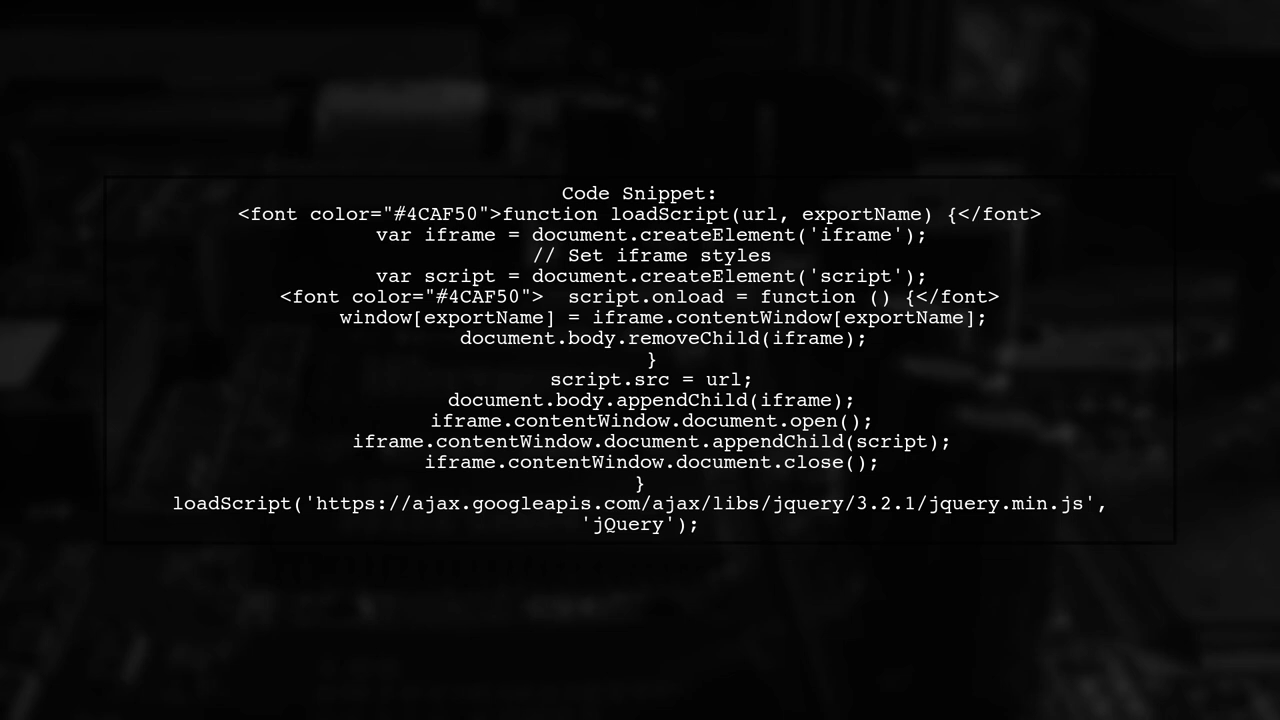 Code Snippet:
<font color="#4CAF50">function loadScript(url, exportName) {</font>
var iframe = document.createElement('iframe');
// Set iframe styles
var script = document.createElement('script');
<font color="#4CAF50">  script.onload = function () {</font>
window[exportName] = iframe.contentWindow[exportName];
document.body.removeChild(iframe);
}
script.src = url;
document.body.appendChild(iframe);
iframe.contentWindow.document.open();
iframe.contentWindow.document.appendChild(script);
iframe.contentWindow.document.close();
}
loadScript('https://ajax.googleapis.com/ajax/libs/jquery/3.2.1/jquery.min.js',
'jQuery');